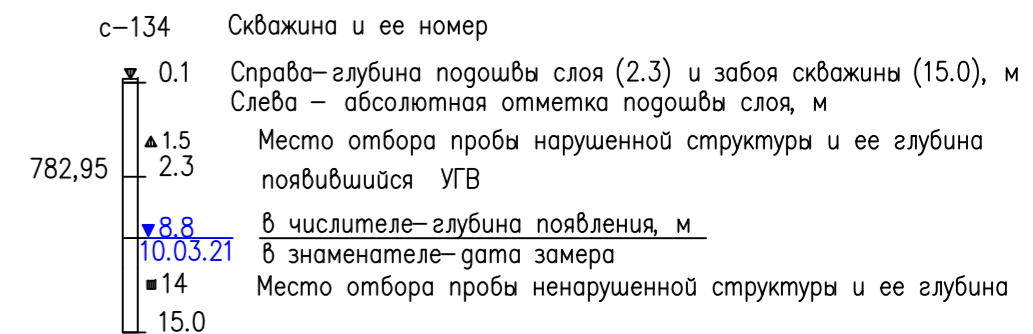 с-134 Скважина и ее номер
0.1 Справа-глубина подошвы слоя (2.3) и забоя скважины (15.0), м
Слева - абсолютная отметка подошвы слоя, м
1.5 Место отбора пробы нарушенной структуры и ее глубина
782,95 2.3
появившийся УГВ
8.8 в числителе-глубина появления, м
10.03.21 в знаменателе-дата замера
14 Место отбора пробы ненарушенной структуры и ее глубина
15.0